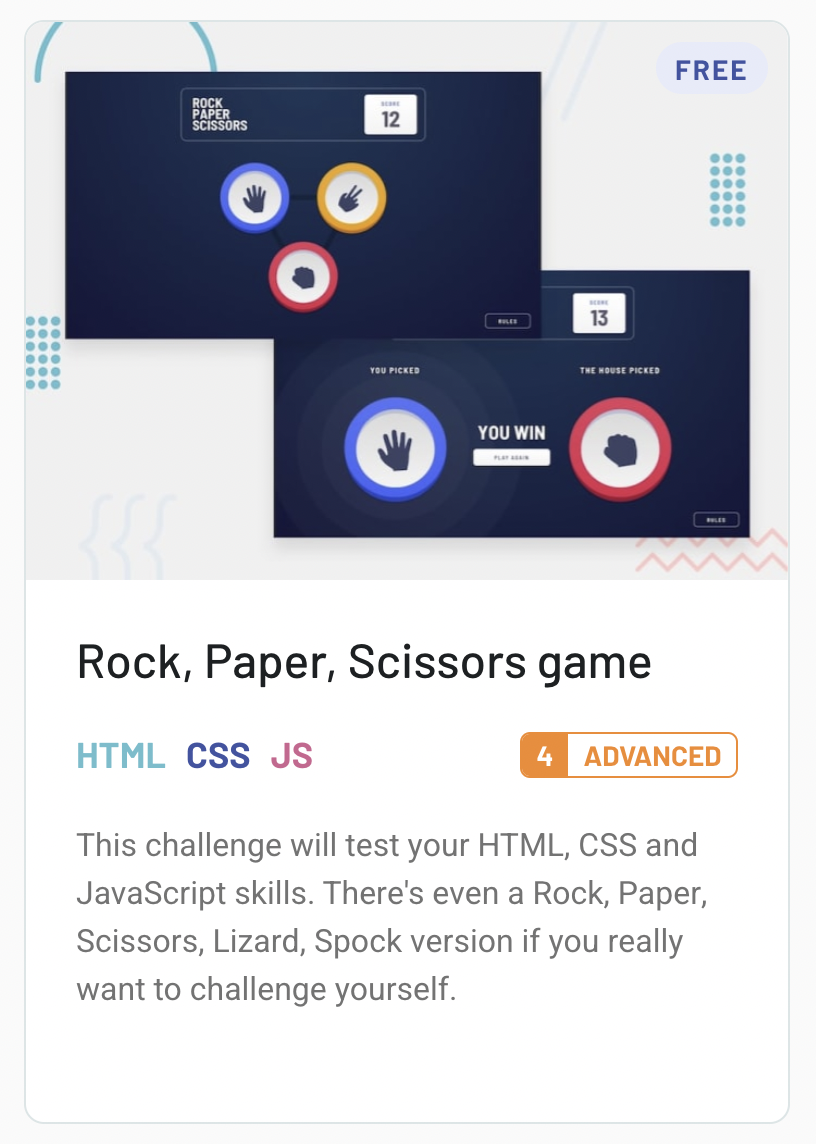 FREE
ROCK
PAPER
SCISSORS
SCORE
12
RULES
SCORE
13
YOU PICKED
THE HOUSE PICKED
YOU WIN
PLAY AGAIN
RULES
Rock, Paper, Scissors game
HTML CSS JS
4 ADVANCED
This challenge will test your HTML, CSS and
JavaScript skills. There's even a Rock, Paper,
Scissors, Lizard, Spock version if you really
want to challenge yourself.